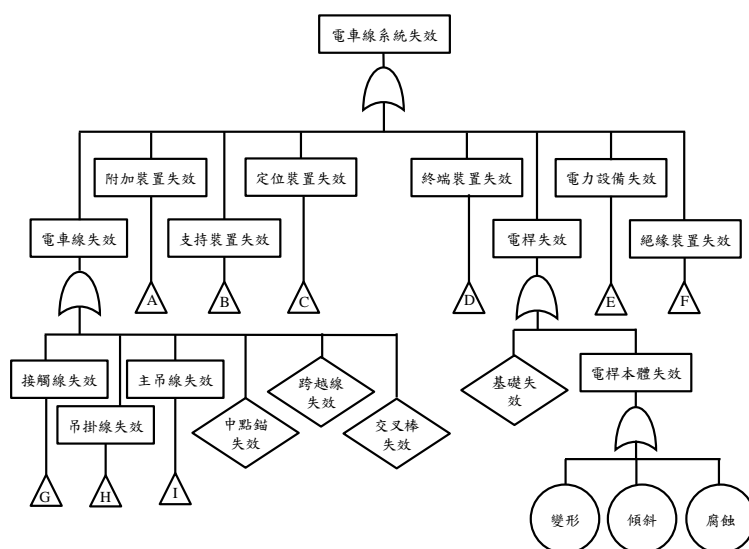 電車線系統失效
附加裝置失效
定位裝置失效
終端裝置失效
電力設備失效
電車線失效
支持裝置失效
電桿失效
絕緣裝置失效
A
B
C
D
E
F
接觸線失效
吊掛線失效
主吊線失效
中點錨
失效
跨越線
失效
交叉棒
失效
基礎失
效
電桿本體失效
G
H
I
變形
傾斜
腐蝕